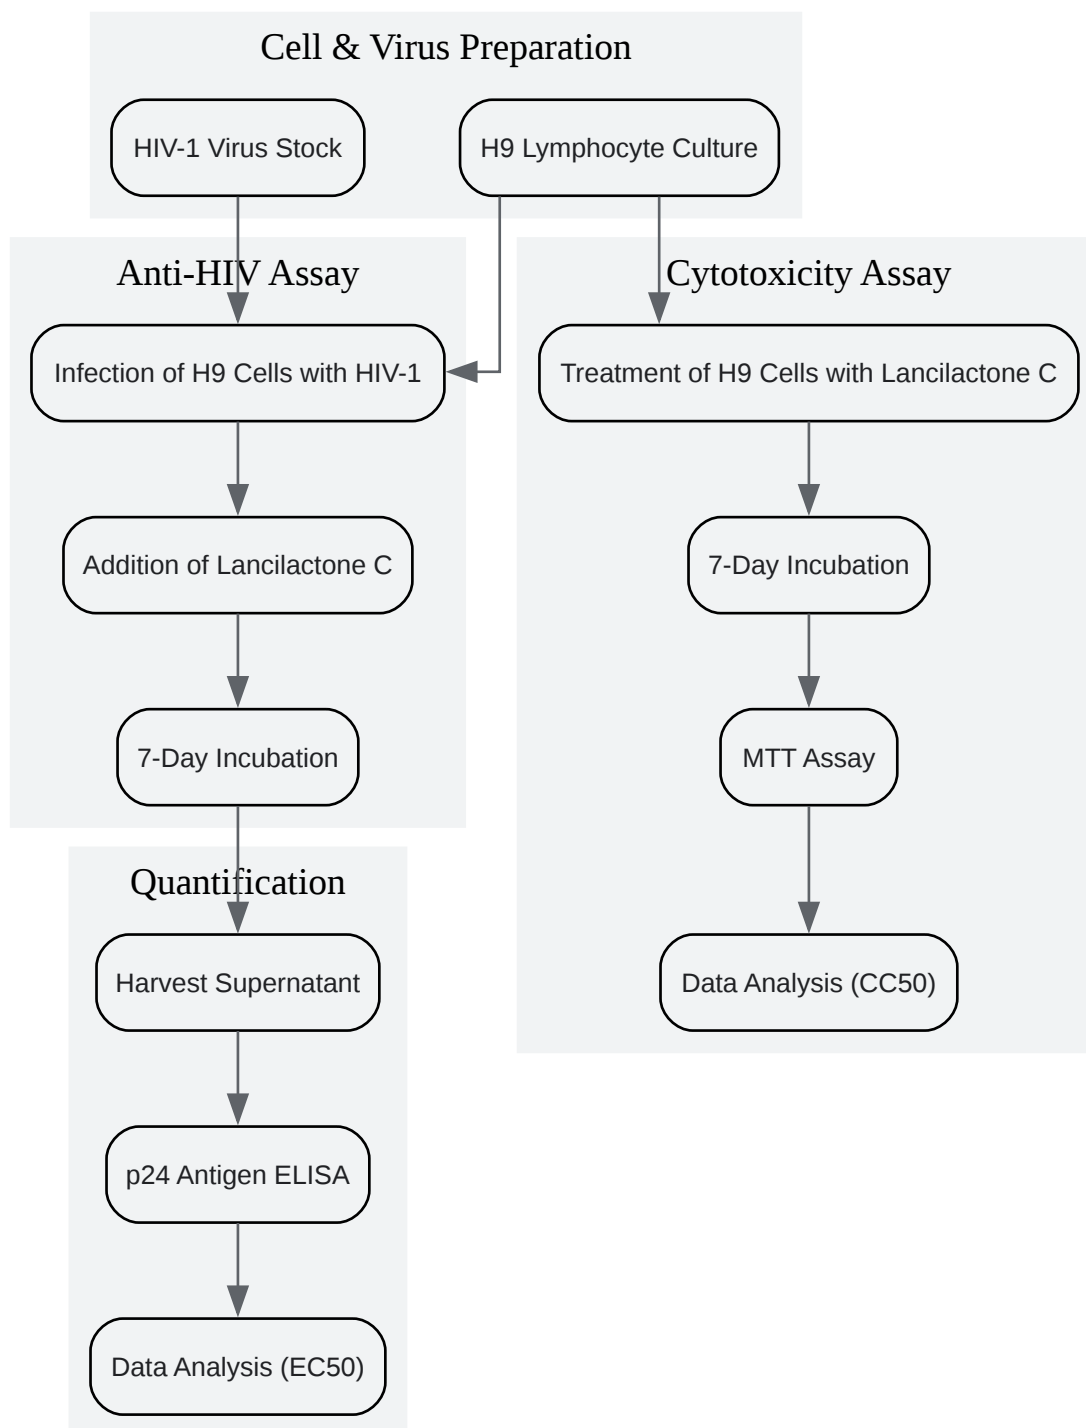 Cell & Virus Preparation
HIV-1 Virus Stock
H9 Lymphocyte Culture
Anti-HIV Assay
Infection of H9 Cells with HIV-1
Addition of Lancilactone C
7-Day Incubation
Quantification
Harvest Supernatant
p24 Antigen ELISA
Data Analysis (EC50)
Cytotoxicity Assay
Treatment of H9 Cells with Lancilactone C
7-Day Incubation
MTT Assay
Data Analysis (CC50)